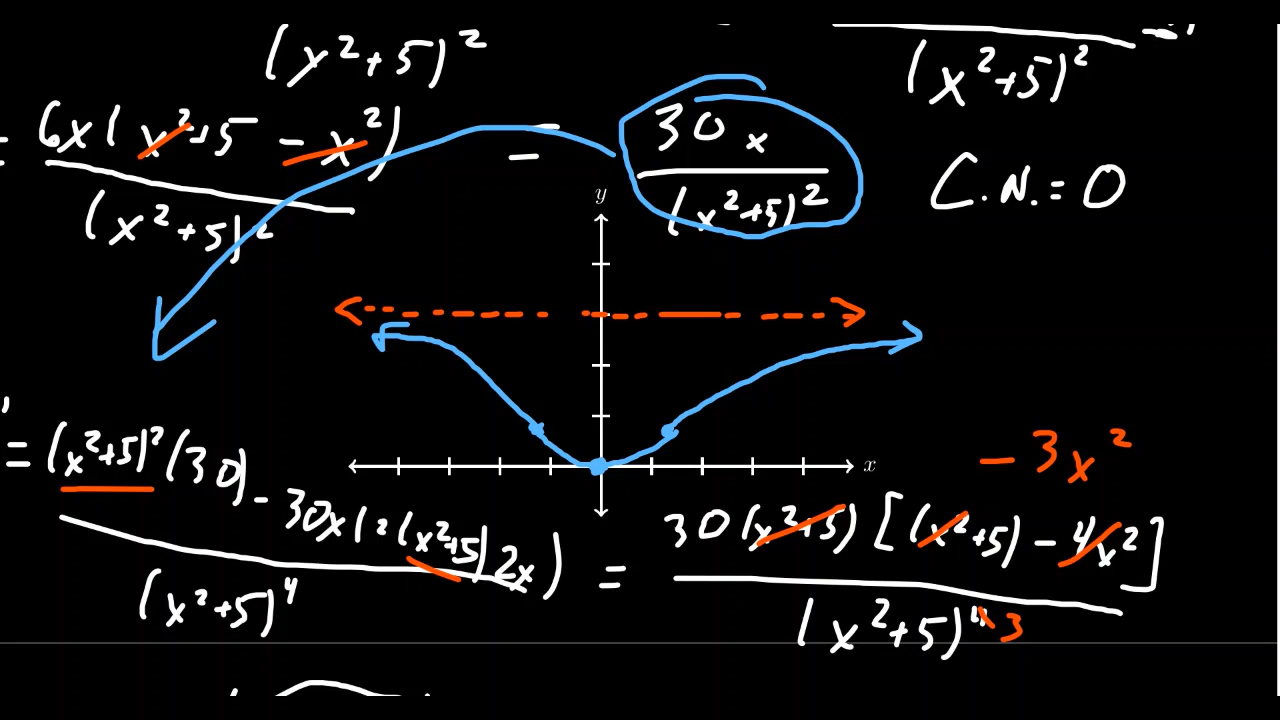 (x²+5)²
(x²+5)²
= 6x(x²+5 - x²) / (x²+5)² = 30x / (x²+5)²
C.N.=0
y
x
-3x²
= (x²+5)²(30) - 30x(2(x²+5)2x) / (x²+5)⁴ = 30(x²+5)[(x²+5) - 4x²] / (x²+5)⁴ 3